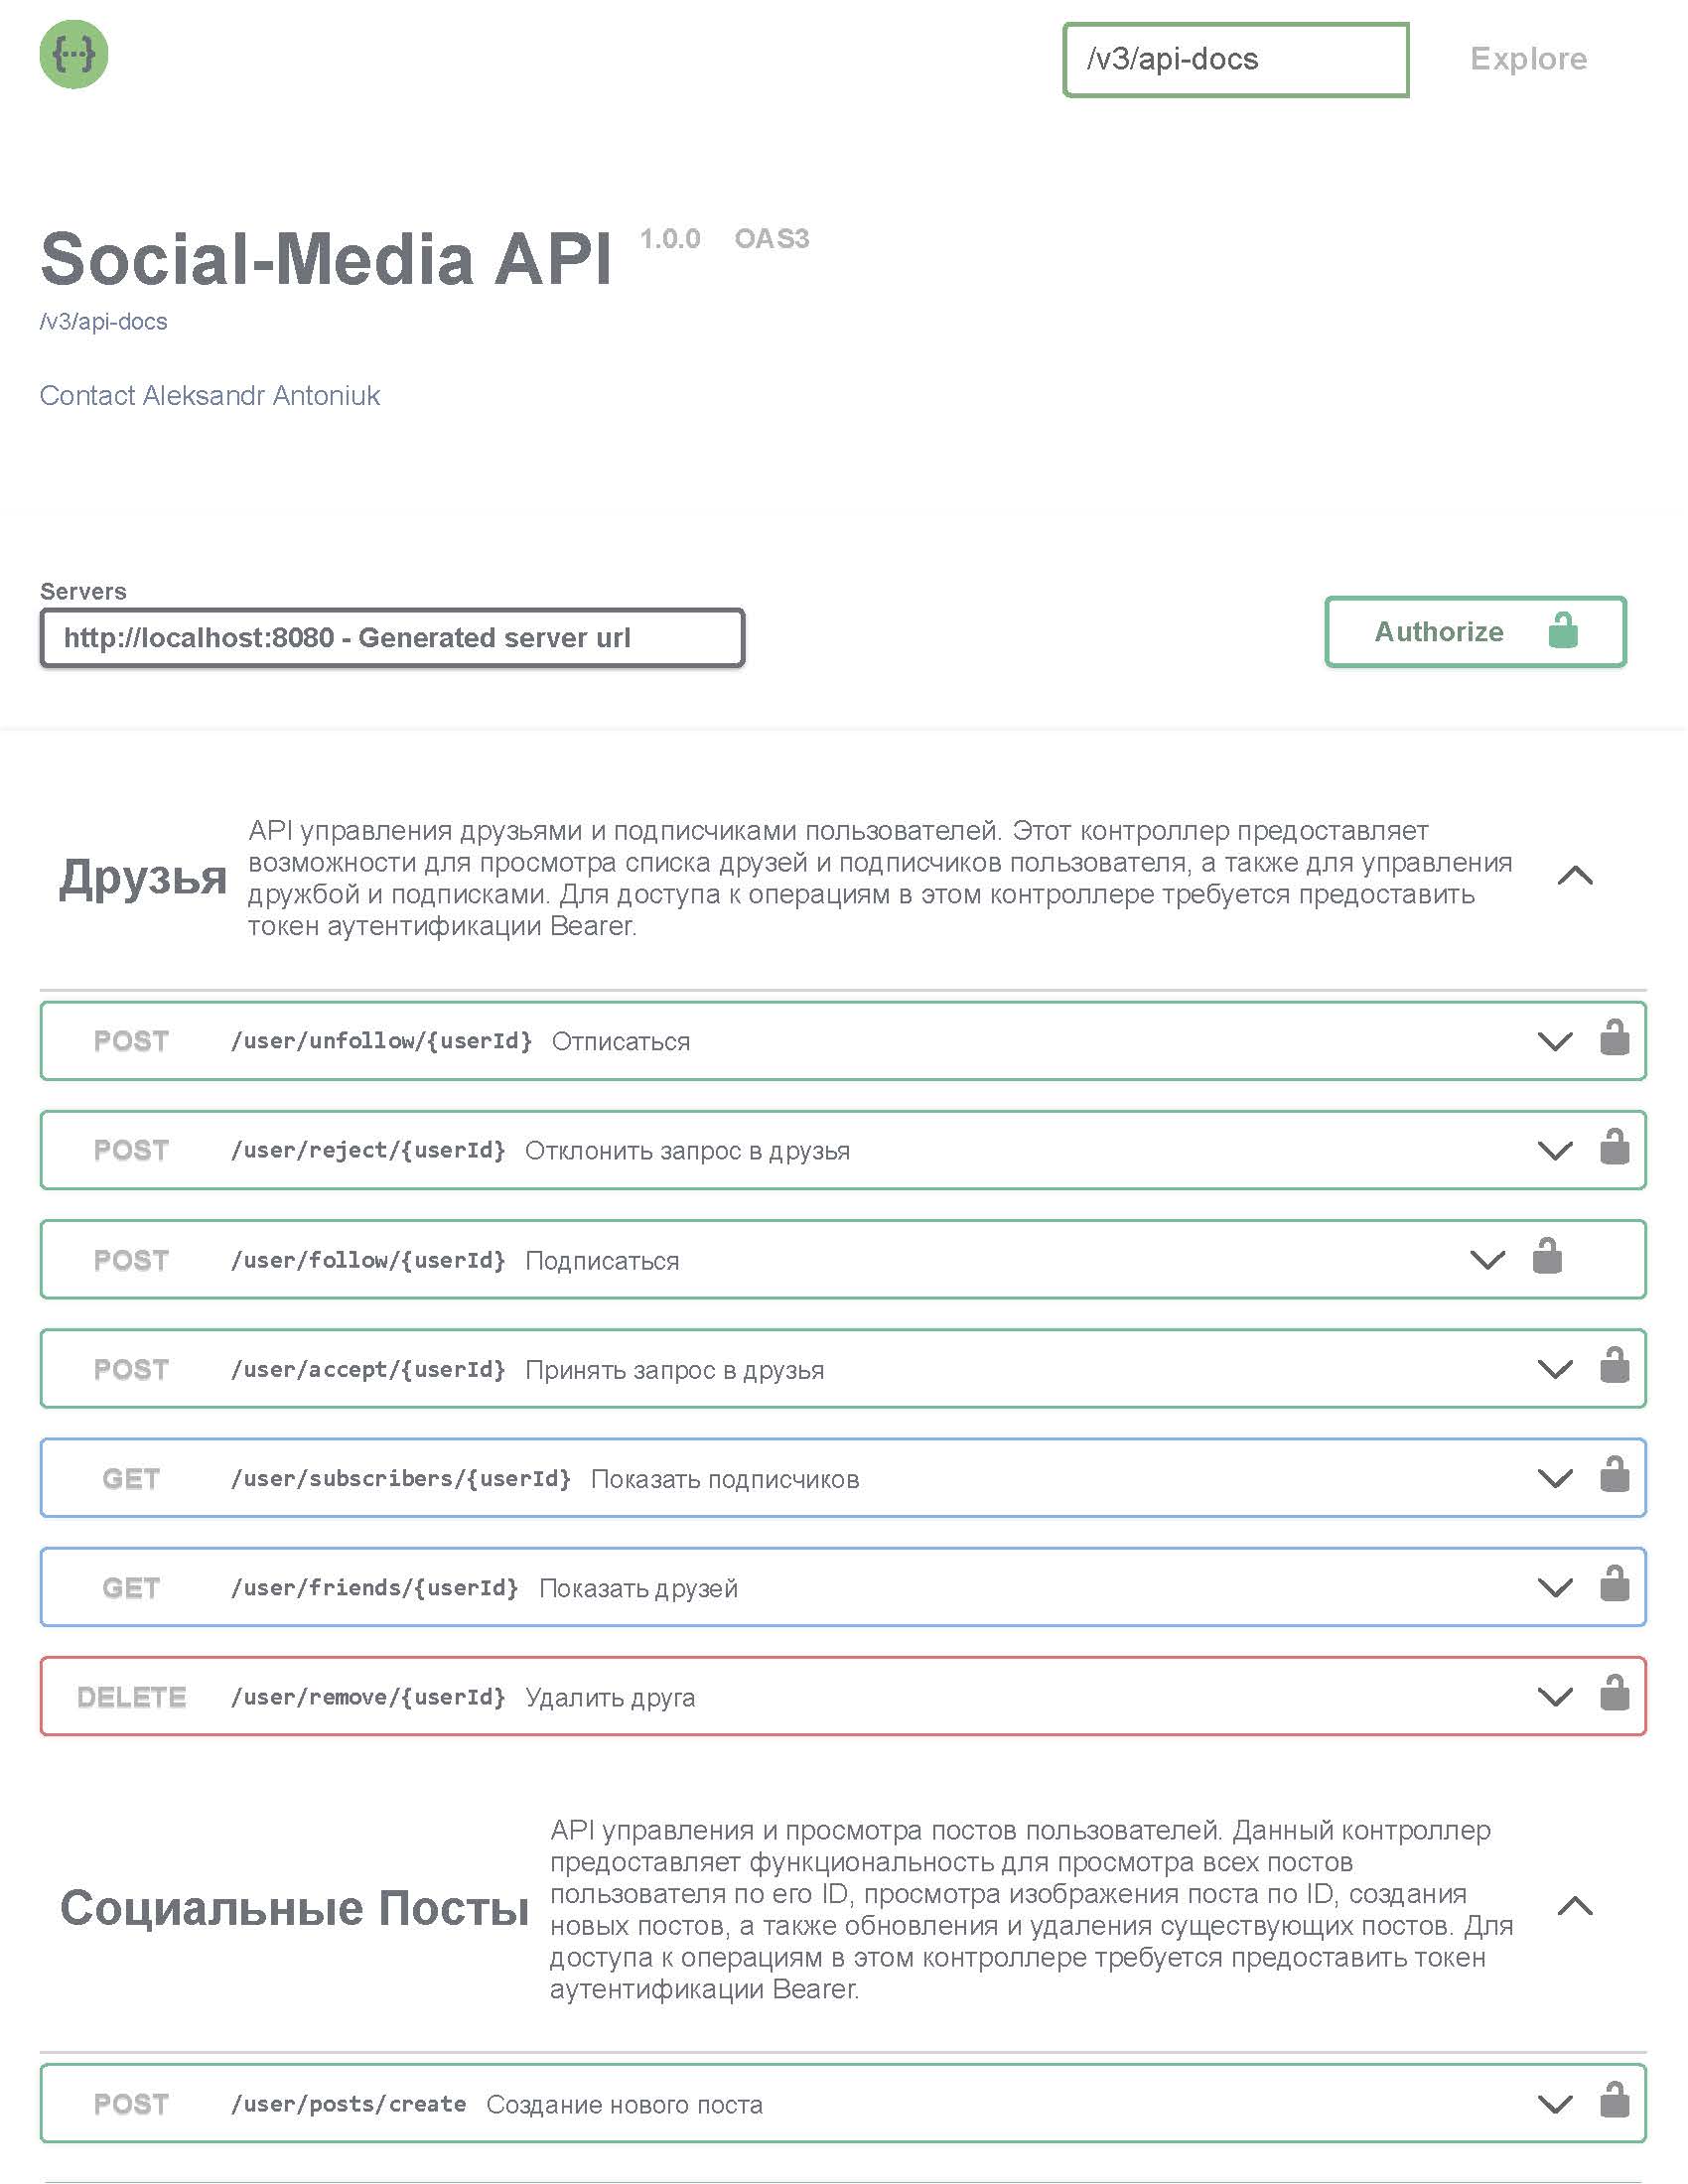 {...}
/v3/api-docs
Explore
Social-Media API 1.0.0 OAS3
/v3/api-docs
Contact Aleksandr Antoniuk
Servers
http://localhost:8080 - Generated server url
Authorize
Друзья
API управления друзьями и подписчиками пользователей. Этот контроллер предоставляет
возможности для просмотра списка друзей и подписчиков пользователя, а также для управления
дружбой и подписками. Для доступа к операциям в этом контроллере требуется предоставить
токен аутентификации Bearer.
POST /user/unfollow/{userId} Отписаться
POST /user/reject/{userId} Отклонить запрос в друзья
POST /user/follow/{userId} Подписаться
POST /user/accept/{userId} Принять запрос в друзья
GET /user/subscribers/{userId} Показать подписчиков
GET /user/friends/{userId} Показать друзей
DELETE /user/remove/{userId} Удалить друга
Социальные Посты
API управления и просмотра постов пользователей. Данный контроллер
предоставляет функциональность для просмотра всех постов
пользователя по его ID, просмотра изображения поста по ID, создания
новых постов, а также обновления и удаления существующих постов. Для
доступа к операциям в этом контроллере требуется предоставить токен
аутентификации Bearer.
POST /user/posts/create Создание нового поста